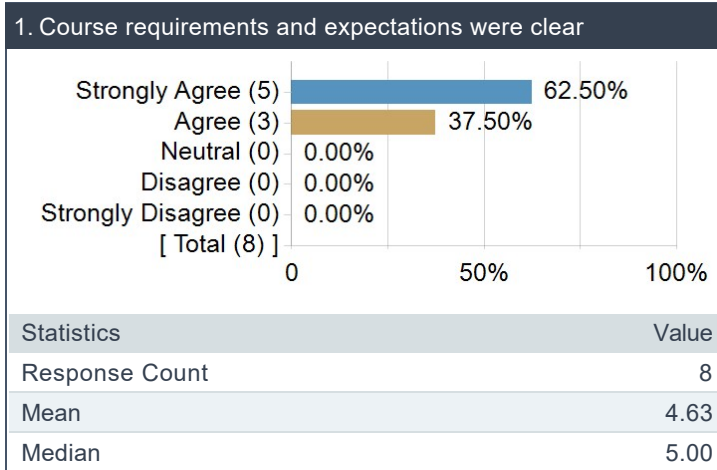 1. Course requirements and expectations were clear
Strongly Agree (5) 62.50%
Agree (3) 37.50%
Neutral (0) 0.00%
Disagree (0) 0.00%
Strongly Disagree (0) 0.00%
[ Total (8) ]
0 50% 100%
Statistics Value
Response Count 8
Mean 4.63
Median 5.00